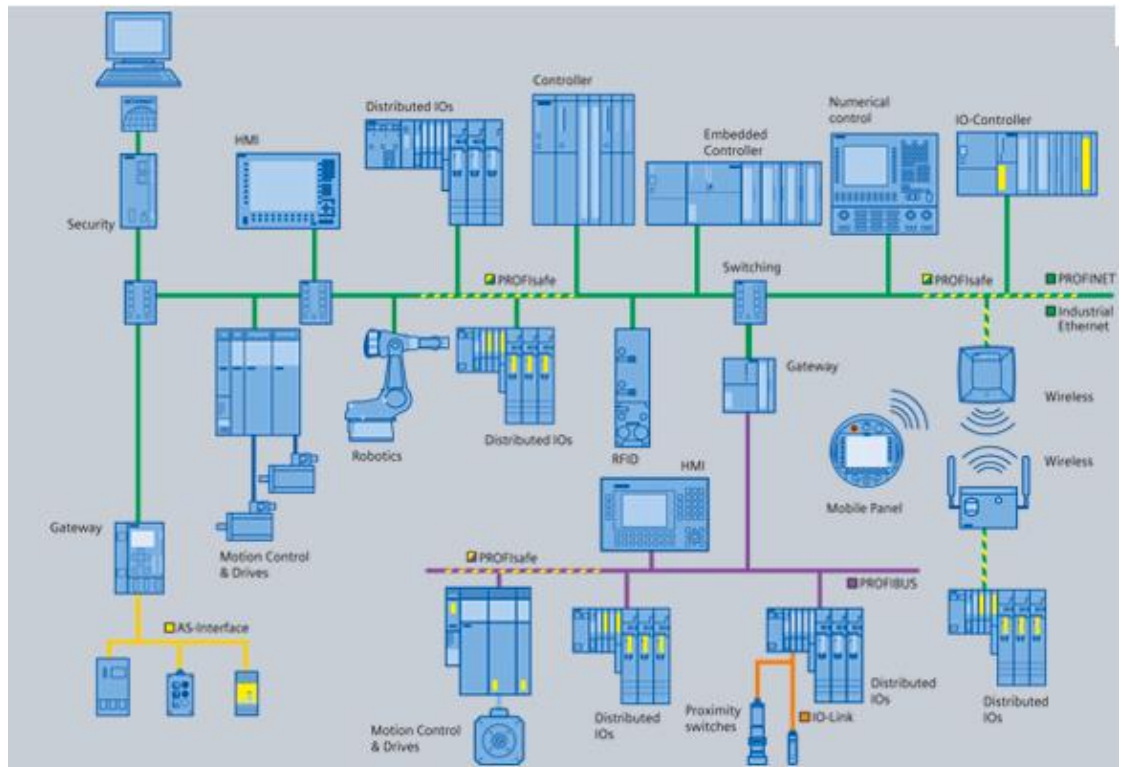 Controller
Distributed IOs
Numerical
control
IO-Controller
HMI
Embedded
Controller
Security
Switching
PROFIsafe
PROFIsafe
PROFINET
Industrial
Ethernet
Gateway
Wireless
Robotics
Distributed IOs
RFID
HMI
Wireless
Mobile Panel
Gateway
Motion Control
& Drives
PROFIsafe
PROFIBUS
AS-Interface
Distributed
IOs
Proximity
switches
IO-Link
Distributed
IOs
Distributed
IOs
Motion Control
& Drives